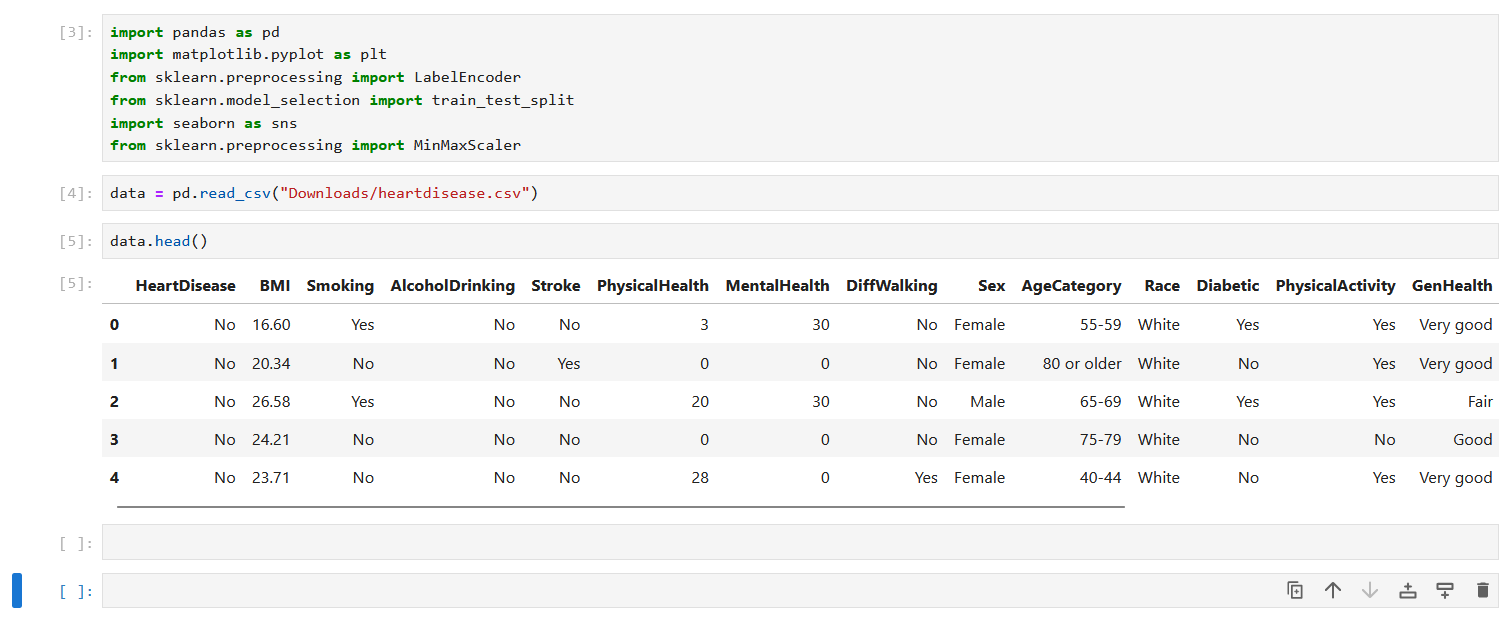 [3]: import pandas as pd
import matplotlib.pyplot as plt
from sklearn.preprocessing import LabelEncoder
from sklearn.model_selection import train_test_split
import seaborn as sns
from sklearn.preprocessing import MinMaxScaler
[4]: data = pd.read_csv("Downloads/heartdisease.csv")
[5]: data.head()
[5]: HeartDisease BMI Smoking AlcoholDrinking Stroke PhysicalHealth MentalHealth DiffWalking Sex AgeCategory Race Diabetic PhysicalActivity GenHealth
0 No 16.60 Yes No No 3 30 No Female 55-59 White Yes Yes Very good
1 No 20.34 No No Yes 0 0 No Female 80 or older White No Yes Very good
2 No 26.58 Yes No No 20 30 No Male 65-69 White Yes Yes Fair
3 No 24.21 No No No 0 0 No Female 75-79 White No No Good
4 No 23.71 No No No 28 0 Yes Female 40-44 White No Yes Very good
[ ]:
[ ]: